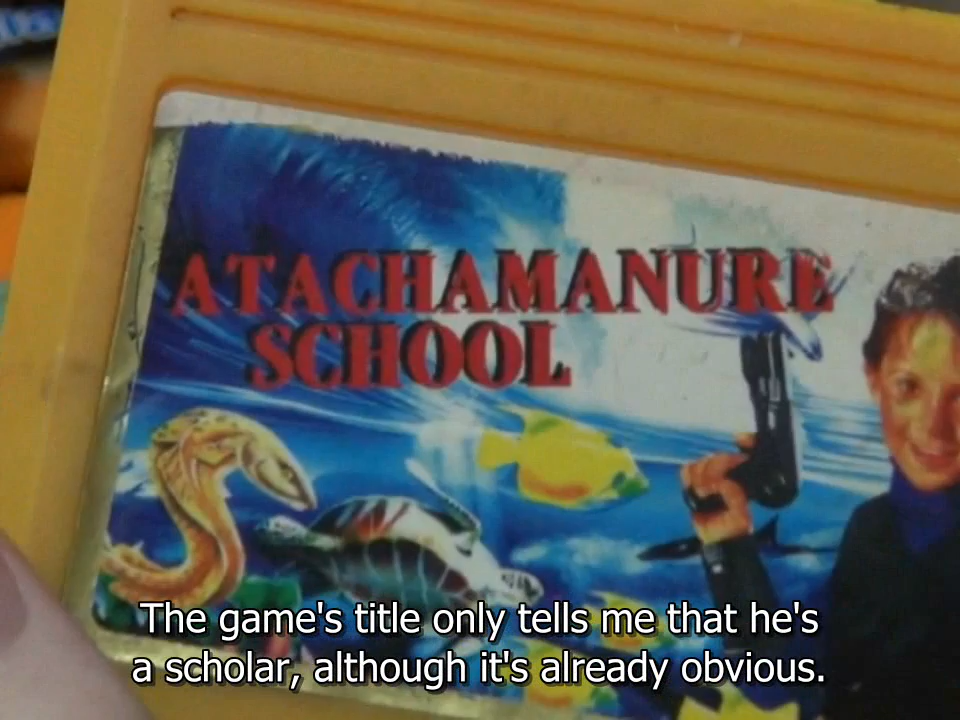 ATACHAMANURE
SCHOOL
The game's title only tells me that he's
a scholar, although it's already obvious.